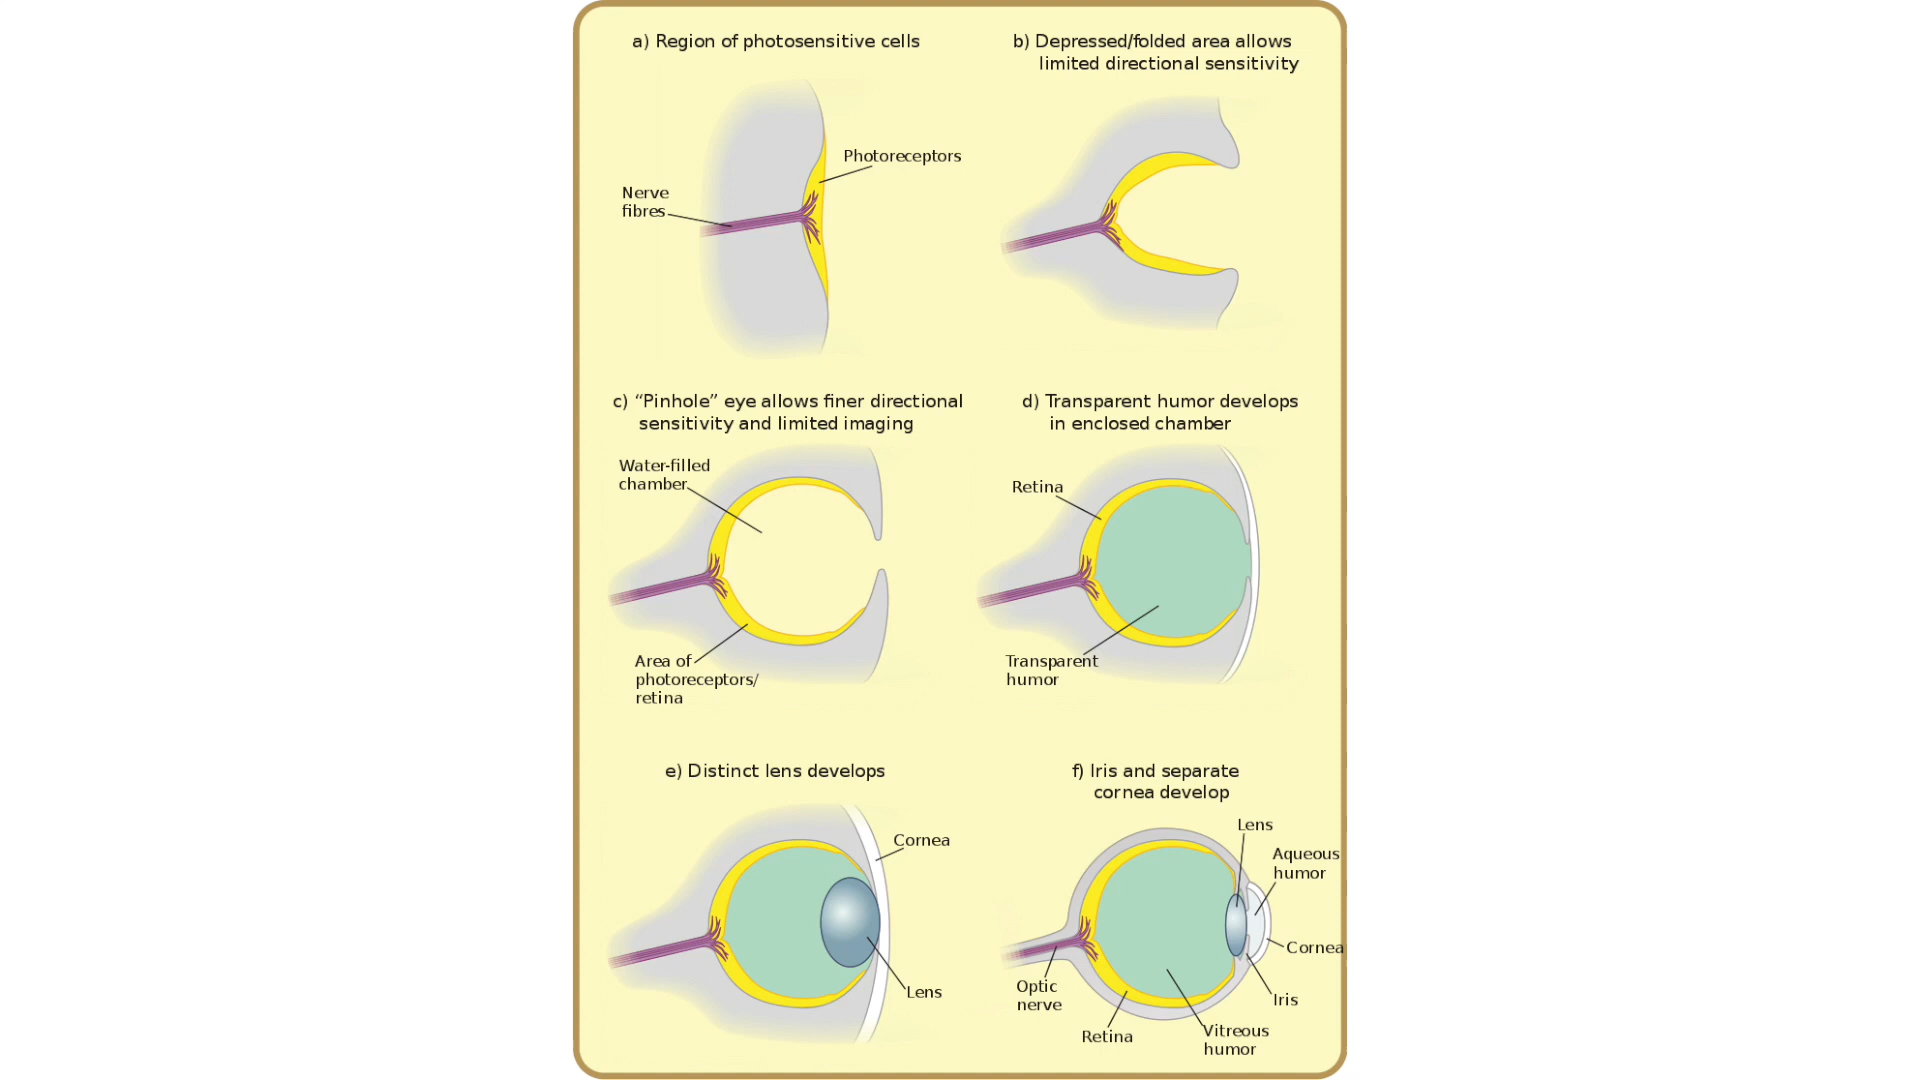 a) Region of photosensitive cells
Photoreceptors
Nerve
fibres
b) Depressed/folded area allows
limited directional sensitivity
c) “Pinhole” eye allows finer directional
sensitivity and limited imaging
Water-filled
chamber
Area of
photoreceptors/
retina
d) Transparent humor develops
in enclosed chamber
Retina
Transparent
humor
e) Distinct lens develops
Cornea
Lens
f) Iris and separate
cornea develop
Lens
Aqueous
humor
Cornea
Iris
Optic
nerve
Retina
Vitreous
humor